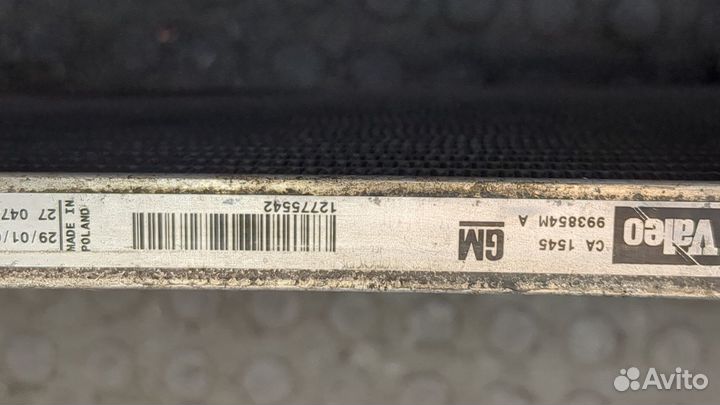 Valeo
CA 1545
993854M A
GM
12775542
MADE IN
POLAND
29/01/
27 047
Avito